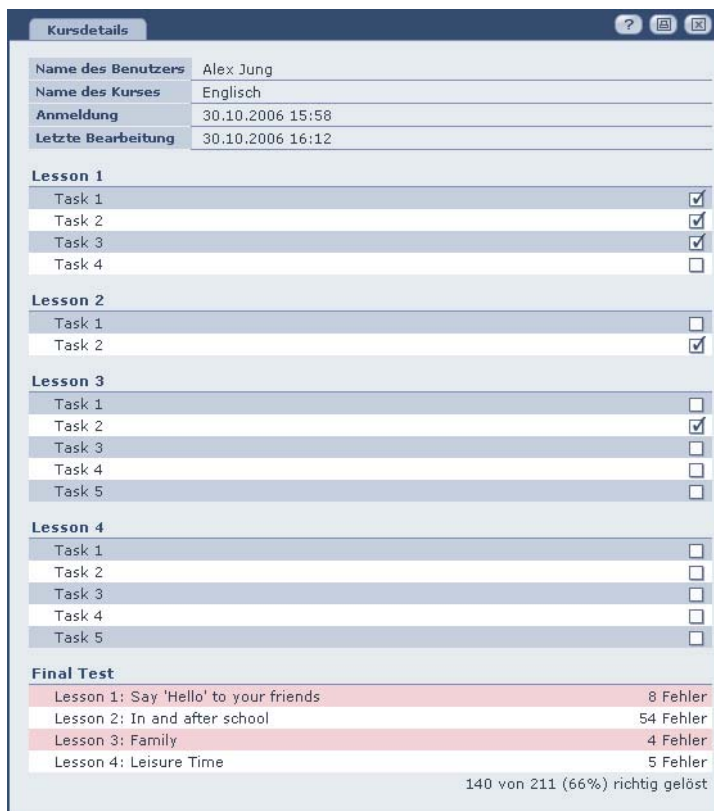 Kursdetails
?
Name des Benutzers Alex Jung
Name des Kurses Englisch
Anmeldung 30.10.2006 15:58
Letzte Bearbeitung 30.10.2006 16:12
Lesson 1
Task 1
Task 2
Task 3
Task 4
Lesson 2
Task 1
Task 2
Lesson 3
Task 1
Task 2
Task 3
Task 4
Task 5
Lesson 4
Task 1
Task 2
Task 3
Task 4
Task 5
Final Test
Lesson 1: Say 'Hello' to your friends 8 Fehler
Lesson 2: In and after school 54 Fehler
Lesson 3: Family 4 Fehler
Lesson 4: Leisure Time 5 Fehler
140 von 211 (66%) richtig gelöst